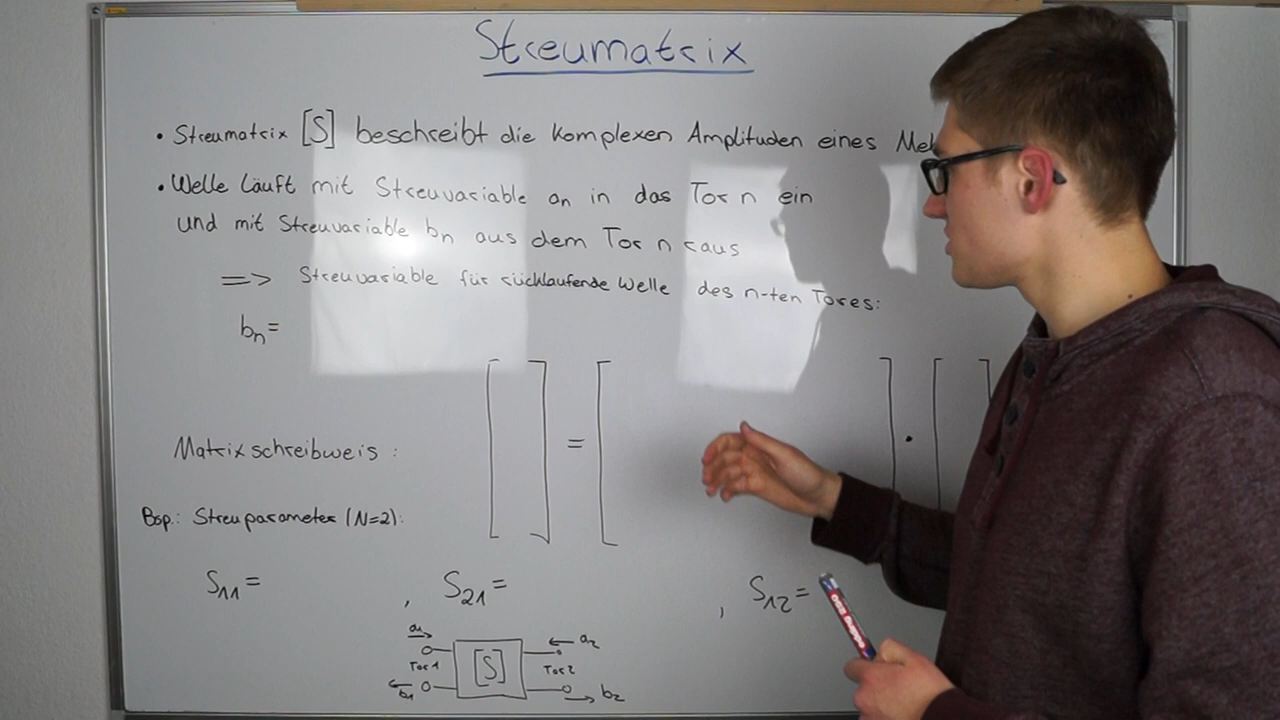 Streumatrix
• Streumatrix [S] beschreibt die komplexen Amplituden eines Meh
• Welle läuft mit Streuvariable an in das Tor n ein
und mit Streuvariable bn aus dem Tor n raus
=> Streuvariable für rücklaufende Welle des n-ten Tores:
bn=
Matrixschreibweis :
[ ] = [ ] · [ ]
Bsp.: Streuparameter (N=2):
S11= , S21= , S12=
a1 a2
Tor 1 [S] Tor 2
b1 b2
edding 250